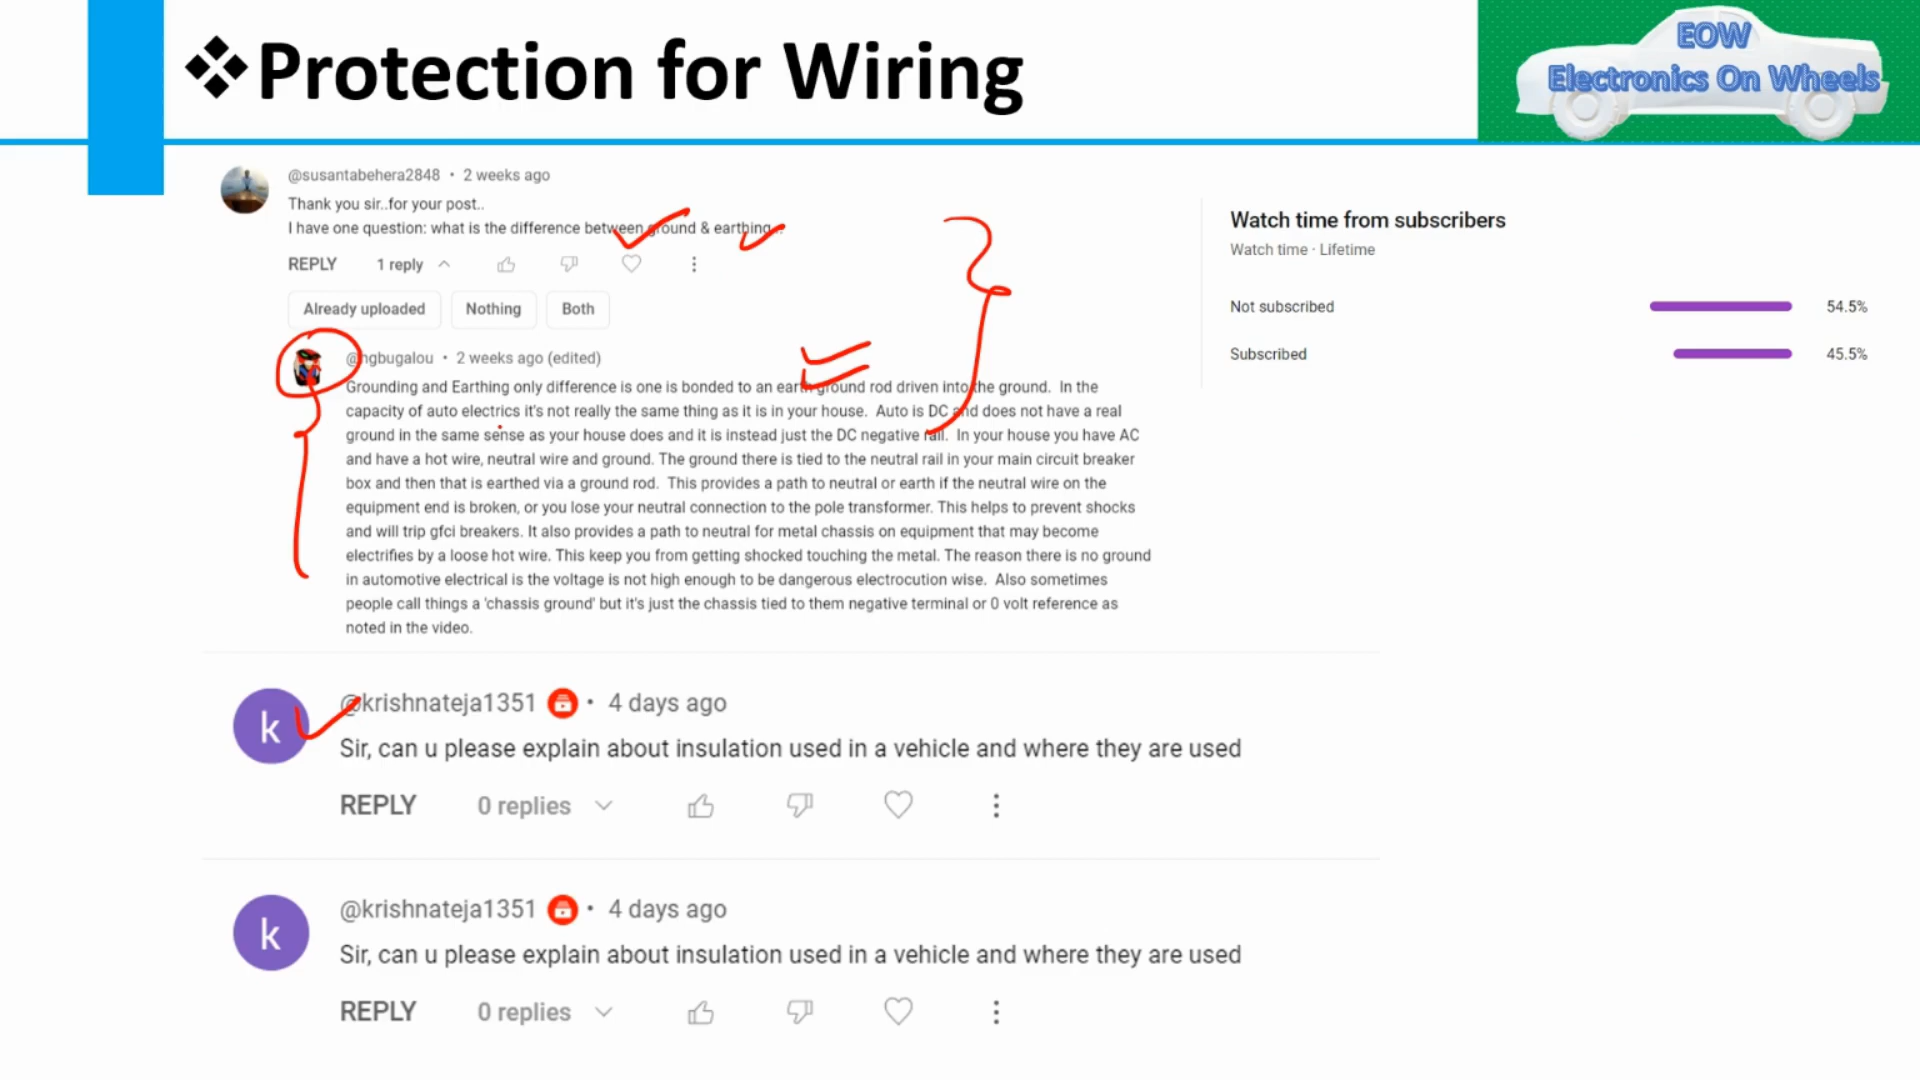 ❖Protection for Wiring
EOW
Electronics On Wheels
@susantabehera2848 • 2 weeks ago
Thank you sir..for your post..
I have one question: what is the difference between ground & earthing..
REPLY 1 reply
Already uploaded Nothing Both
@ngbugalou • 2 weeks ago (edited)
Grounding and Earthing only difference is one is bonded to an earth ground rod driven into the ground. In the
capacity of auto electrics it's not really the same thing as it is in your house. Auto is DC and does not have a real
ground in the same sense as your house does and it is instead just the DC negative rail. In your house you have AC
and have a hot wire, neutral wire and ground. The ground there is tied to the neutral rail in your main circuit breaker
box and then that is earthed via a ground rod. This provides a path to neutral or earth if the neutral wire on the
equipment end is broken, or you lose your neutral connection to the pole transformer. This helps to prevent shocks
and will trip gfci breakers. It also provides a path to neutral for metal chassis on equipment that may become
electrifies by a loose hot wire. This keep you from getting shocked touching the metal. The reason there is no ground
in automotive electrical is the voltage is not high enough to be dangerous electrocution wise. Also sometimes
people call things a 'chassis ground' but it's just the chassis tied to them negative terminal or 0 volt reference as
noted in the video.
Watch time from subscribers
Watch time · Lifetime
Not subscribed 54.5%
Subscribed 45.5%
k
@krishnateja1351 • 4 days ago
Sir, can u please explain about insulation used in a vehicle and where they are used
REPLY 0 replies
k
@krishnateja1351 • 4 days ago
Sir, can u please explain about insulation used in a vehicle and where they are used
REPLY 0 replies